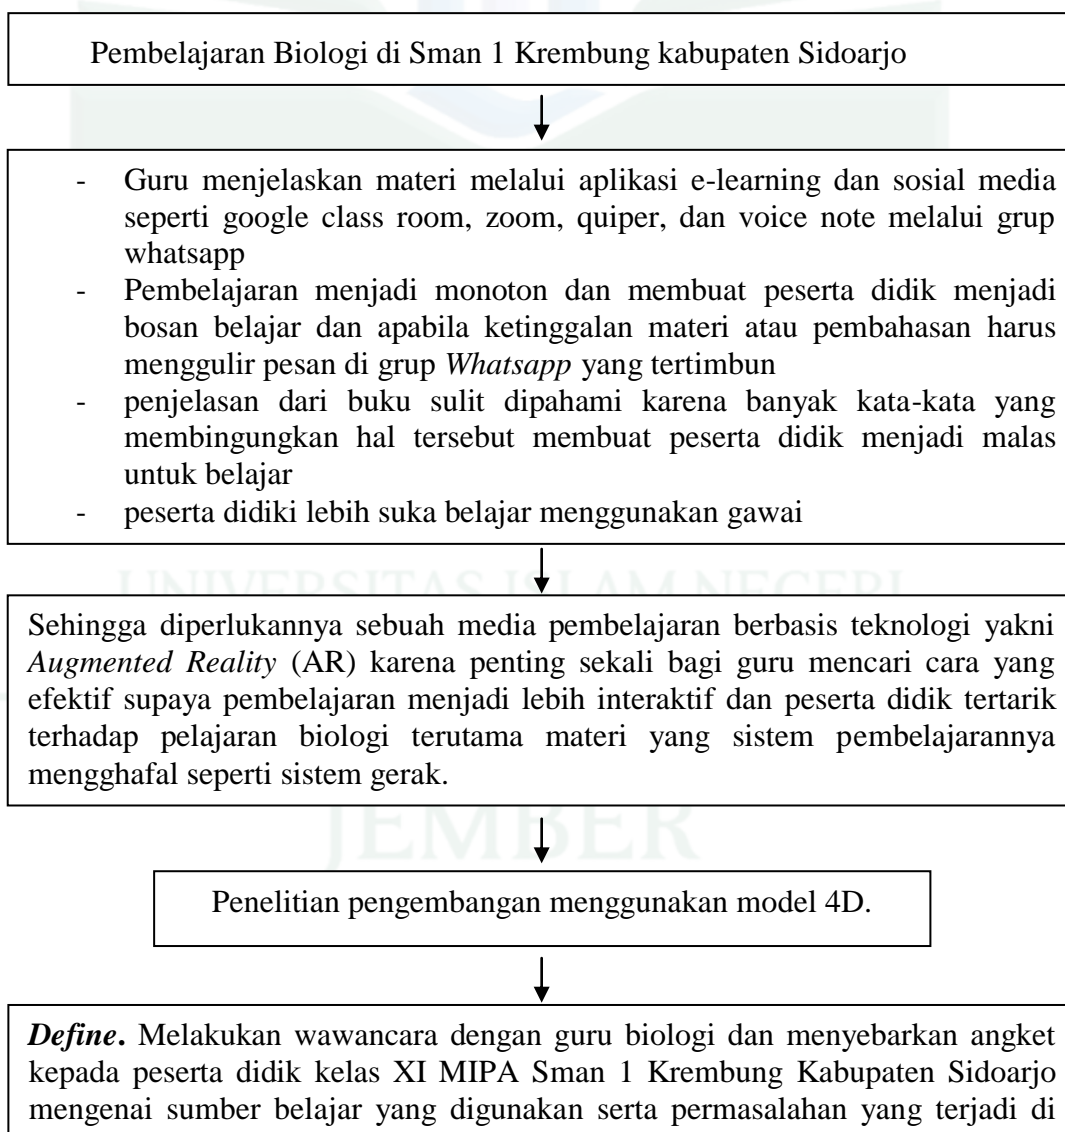 Pembelajaran Biologi di Sman 1 Krembung kabupaten Sidoarjo
- Guru menjelaskan materi melalui aplikasi e-learning dan sosial media
seperti google class room, zoom, quiper, dan voice note melalui grup
whatsapp
- Pembelajaran menjadi monoton dan membuat peserta didik menjadi
bosan belajar dan apabila ketinggalan materi atau pembahasan harus
menggulir pesan di grup Whatsapp yang tertimbun
- penjelasan dari buku sulit dipahami karena banyak kata-kata yang
membingungkan hal tersebut membuat peserta didik menjadi malas
untuk belajar
- peserta didiki lebih suka belajar menggunakan gawai
UNIVERSITAS ISLAM NEGERI
Sehingga diperlukannya sebuah media pembelajaran berbasis teknologi yakni
Augmented Reality (AR) karena penting sekali bagi guru mencari cara yang
efektif supaya pembelajaran menjadi lebih interaktif dan peserta didik tertarik
terhadap pelajaran biologi terutama materi yang sistem pembelajarannya
mengghafal seperti sistem gerak.
JEMBER
Penelitian pengembangan menggunakan model 4D.
Define. Melakukan wawancara dengan guru biologi dan menyebarkan angket
kepada peserta didik kelas XI MIPA Sman 1 Krembung Kabupaten Sidoarjo
mengenai sumber belajar yang digunakan serta permasalahan yang terjadi di